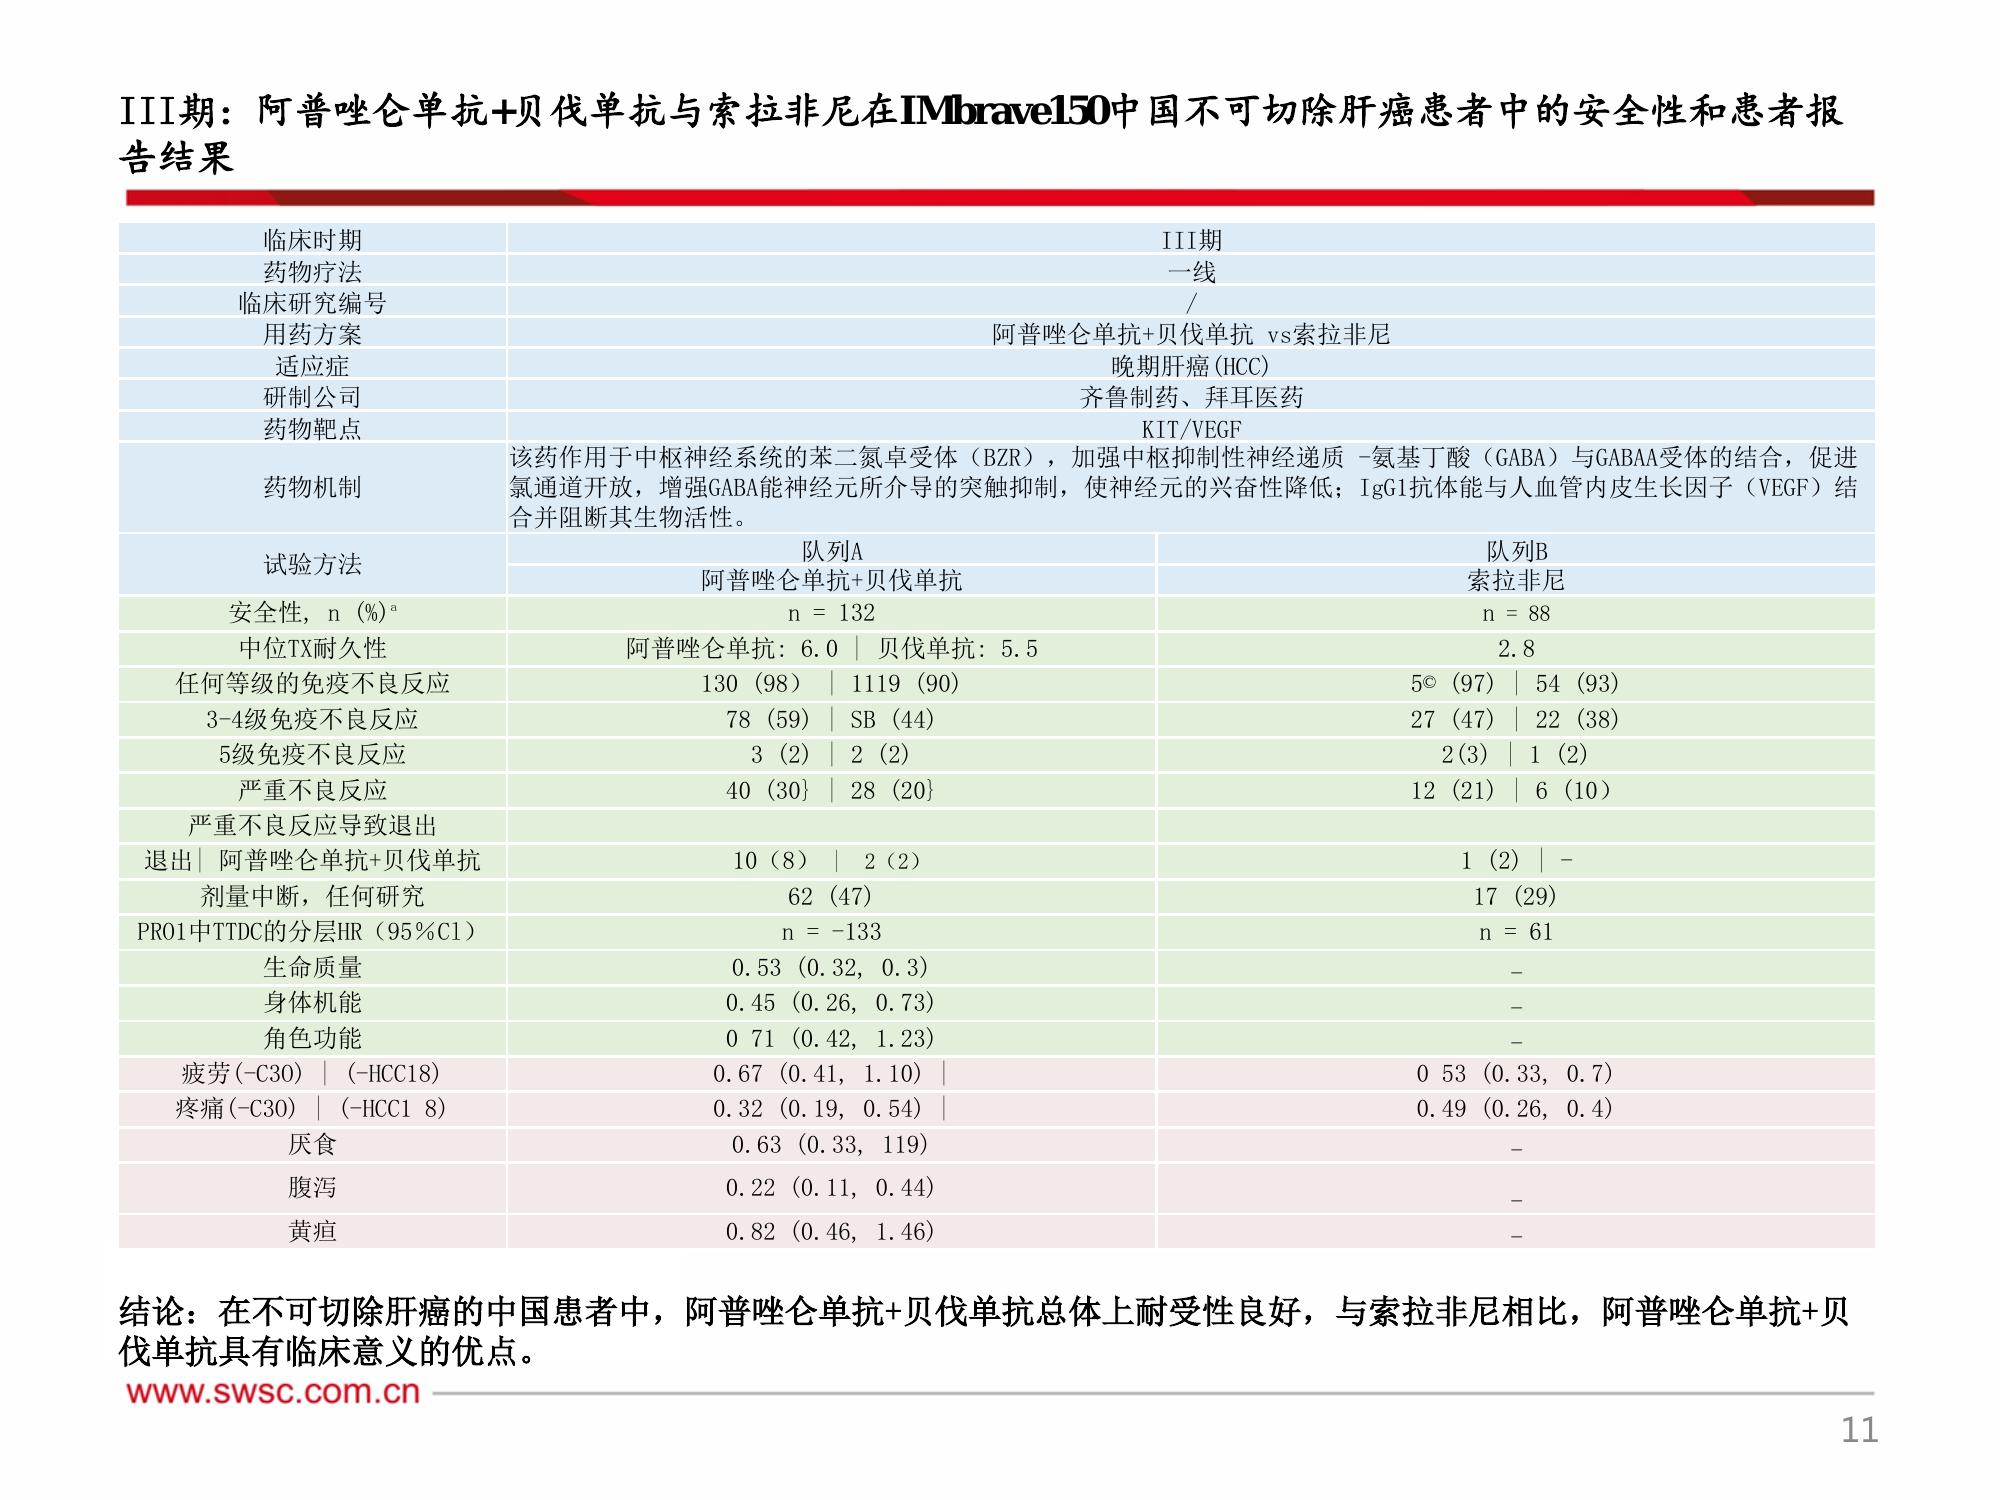 III期：阿普唑仑单抗+贝伐单抗与索拉非尼在IMbrave150中国不可切除肝癌患者中的安全性和患者报
告结果
临床时期 III期
药物疗法 一线
临床研究编号 /
用药方案 阿普唑仑单抗+贝伐单抗 vs索拉非尼
适应症 晚期肝癌(HCC)
研制公司 齐鲁制药、拜耳医药
药物靶点 KIT/VEGF
药物机制 该药作用于中枢神经系统的苯二氮卓受体（BZR），加强中枢抑制性神经递质 -氨基丁酸（GABA）与GABAA受体的结合，促进
氯通道开放，增强GABA能神经元所介导的突触抑制，使神经元的兴奋性降低；IgG1抗体能与人血管内皮生长因子（VEGF）结
合并阻断其生物活性。
试验方法 队列A 队列B
阿普唑仑单抗+贝伐单抗 索拉非尼
安全性, n (%)ª n = 132 n = 88
中位TX耐久性 阿普唑仑单抗: 6.0 | 贝伐单抗: 5.5 2.8
任何等级的免疫不良反应 130 (98） | 1119 (90) 5© (97) | 54 (93)
3-4级免疫不良反应 78 (59) | SB (44) 27 (47) | 22 (38)
5级免疫不良反应 3 (2) | 2 (2) 2(3) | 1 (2)
严重不良反应 40 (30} | 28 (20} 12 (21) | 6 (10）
严重不良反应导致退出
退出| 阿普唑仑单抗+贝伐单抗 10（8） | 2（2） 1 (2) | -
剂量中断，任何研究 62 (47) 17 (29)
PRO1中TTDC的分层HR（95%Cl） n = -133 n = 61
生命质量 0.53 (0.32, 0.3) –
身体机能 0.45 (0.26, 0.73) –
角色功能 0 71 (0.42, 1.23) –
疲劳(-C3O) | (-HCC18) 0.67 (0.41, 1.10) | 0 53 (0.33, 0.7)
疼痛(-C3O) | (-HCC1 8) 0.32 (0.19, 0.54) | 0.49 (0.26, 0.4)
厌食 0.63 (0.33, 119) –
腹泻 0.22 (0.11, 0.44) –
黄疸 0.82 (0.46, 1.46) –
结论：在不可切除肝癌的中国患者中，阿普唑仑单抗+贝伐单抗总体上耐受性良好，与索拉非尼相比，阿普唑仑单抗+贝
伐单抗具有临床意义的优点。
www.swsc.com.cn
11